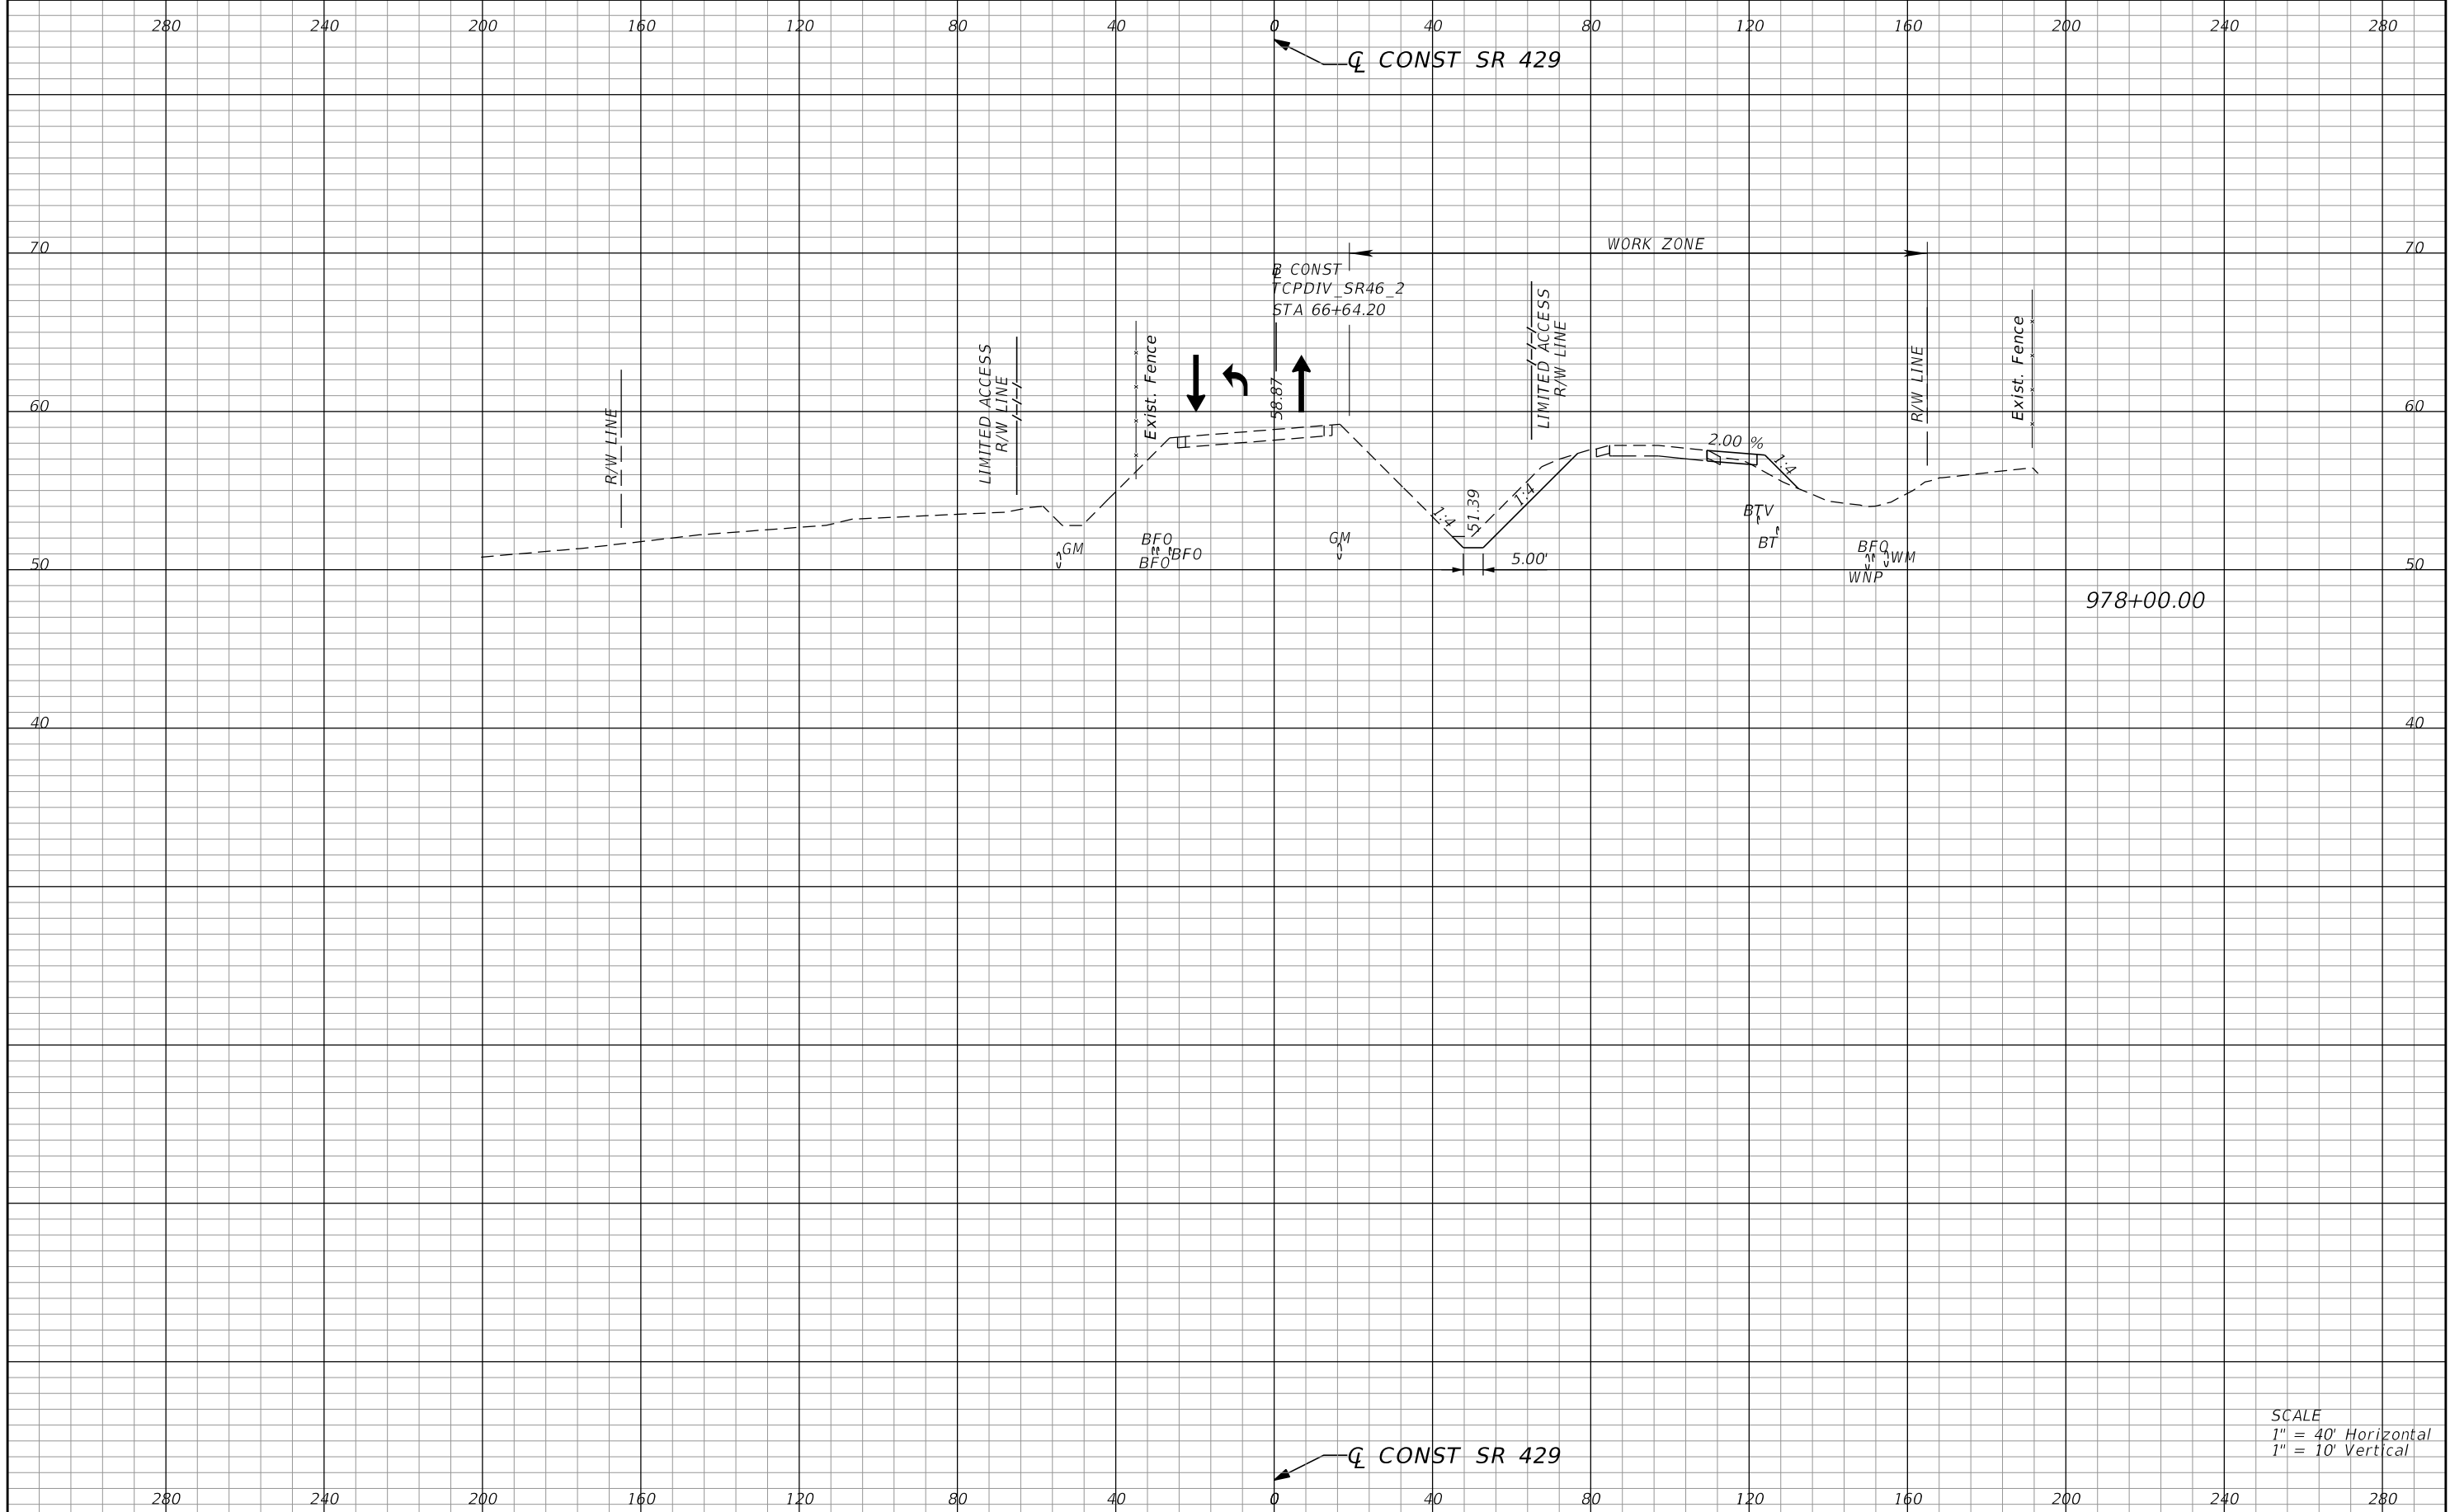 280 240 200 160 120 80 40 0 40 80 120 160 200 240 280
℄ CONST SR 429
70 WORK ZONE 70
℄ CONST
TCPDIV_SR46_2
STA 66+64.20
LIMITED ACCESS
R/W LINE
Exist. Fence
58.87
LIMITED ACCESS
R/W LINE
R/W LINE
Exist. Fence
R/W LINE
60 60
2.00 %
1:4
1:4
51.39
1:4
BTV
BT
GM
BFO
BFO
BFO
GM
5.00'
BFO
WM
WNP
50 50
978+00.00
40 40
SCALE
1" = 40' Horizontal
1" = 10' Vertical
℄ CONST SR 429
280 240 200 160 120 80 40 0 40 80 120 160 200 240 280